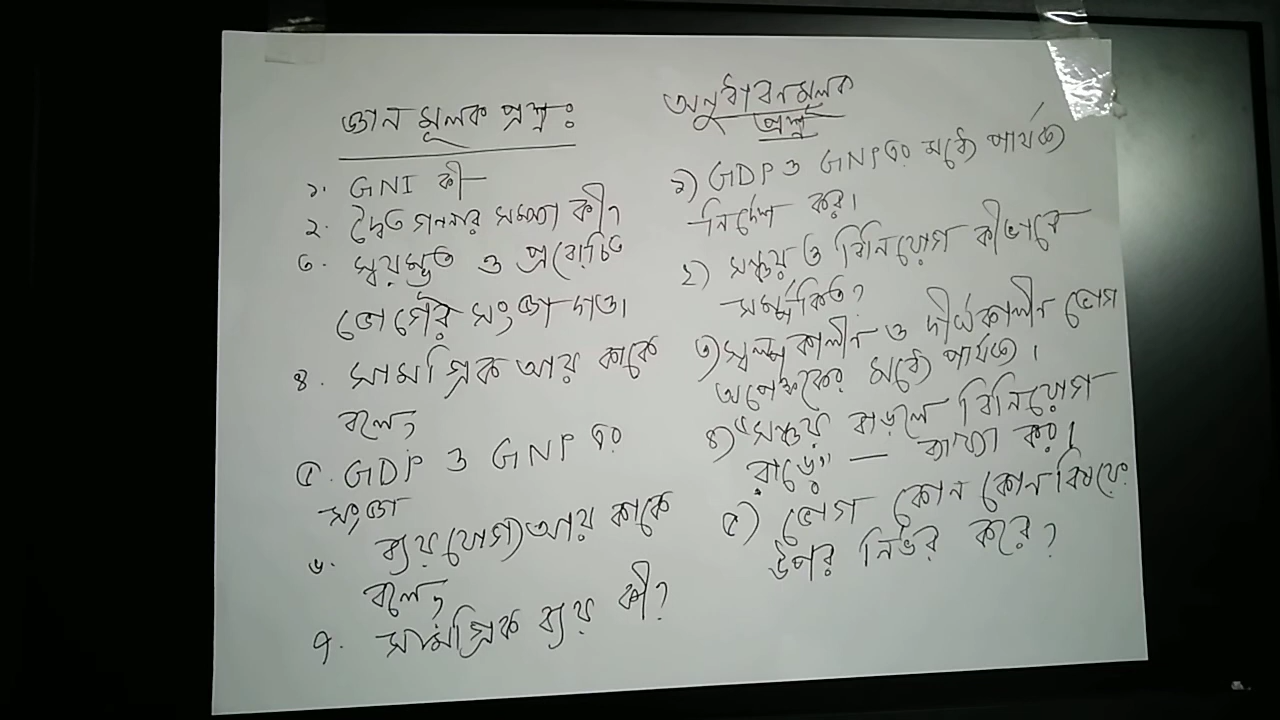 জ্ঞান মূলক প্রশ্ন:
১. GNI কী
২. দ্বৈত গননার সমস্যা কী?
৩. স্বয়ম্ভূত ও প্ররোচিত
ভোগের সংজ্ঞা দাও।
৪. সামগ্রিক আয় কাকে
বলে?
৫. GDP ও GNP এর
সংজ্ঞা
৬. ব্যয়যোগ্য আয় কাকে
বলে?
৭. সামগ্রিক ব্যয় কী?
অনুধাবনমূলক
প্রশ্ন
১) GDP ও GNP এর মধ্যে পার্থক্য
নির্দেশ কর।
২) সঞ্চয় ও বিনিয়োগ কীভাবে
সম্পর্কিত?
৩) স্বল্পকালীন ও দীর্ঘকালীন ভোগ
অপেক্ষকের মধ্যে পার্থক্য।
৪) "সঞ্চয় বাড়লে বিনিয়োগ
বাড়ে" — ব্যাখ্যা কর।
৫) ভোগ কোন কোন বিষয়ের
উপর নির্ভর করে?